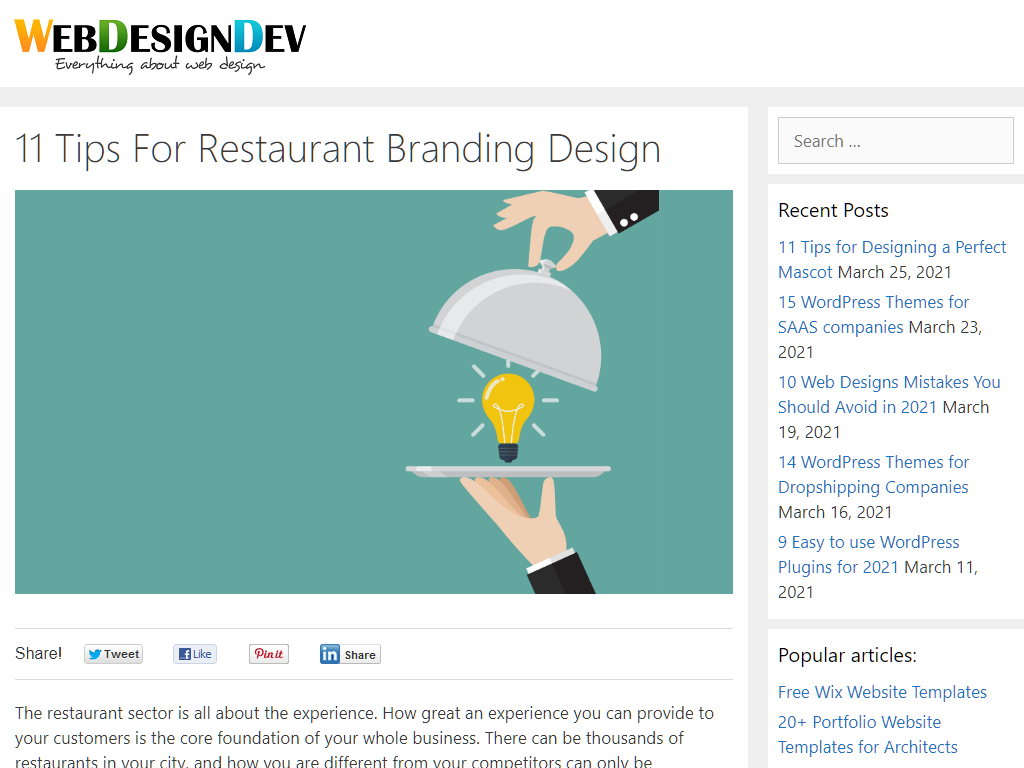 WEBDESIGNDEV
Everything about web design
11 Tips For Restaurant Branding Design
Share!
Tweet
Like
Pin it
in Share
The restaurant sector is all about the experience. How great an experience you can provide to
your customers is the core foundation of your whole business. There can be thousands of
restaurants in your city, and how you are different from your competitors can only be
Search ...
Recent Posts
11 Tips for Designing a Perfect
Mascot March 25, 2021
15 WordPress Themes for
SAAS companies March 23,
2021
10 Web Designs Mistakes You
Should Avoid in 2021 March
19, 2021
14 WordPress Themes for
Dropshipping Companies
March 16, 2021
9 Easy to use WordPress
Plugins for 2021 March 11,
2021
Popular articles:
Free Wix Website Templates
20+ Portfolio Website
Templates for Architects